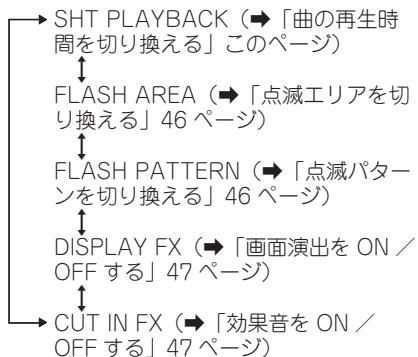 SHT PLAYBACK（➡「曲の再生時
間を切り換える」このページ）
FLASH AREA（➡「点滅エリアを切
り換える」46 ページ）
FLASH PATTERN（➡「点滅パター
ンを切り換える」46 ページ）
DISPLAY FX（➡「画面演出を ON ／
OFF する」47 ページ）
CUT IN FX（➡「効果音を ON ／
OFF する」47 ページ）